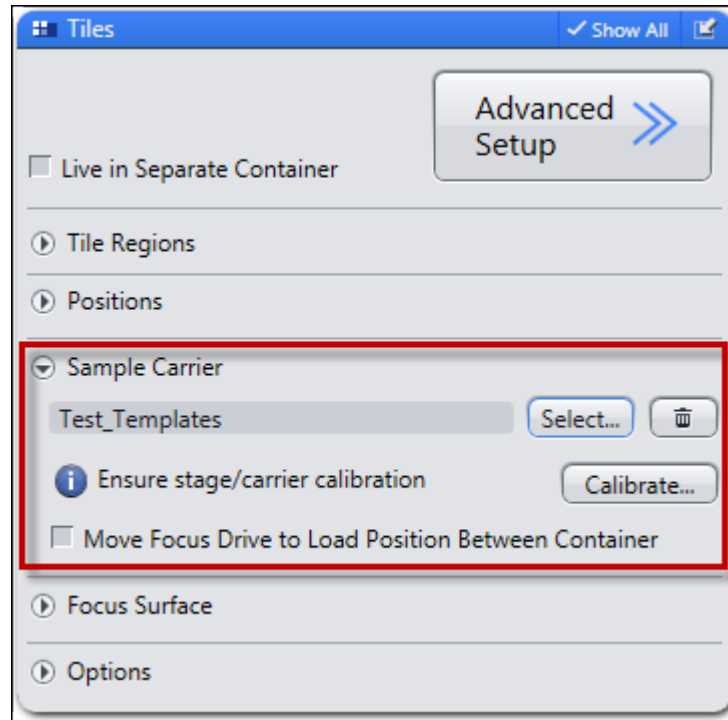 Tiles
Show All
Advanced
Setup
Live in Separate Container
Tile Regions
Positions
Sample Carrier
Test_Templates
Select...
Ensure stage/carrier calibration
Calibrate...
Move Focus Drive to Load Position Between Container
Focus Surface
Options